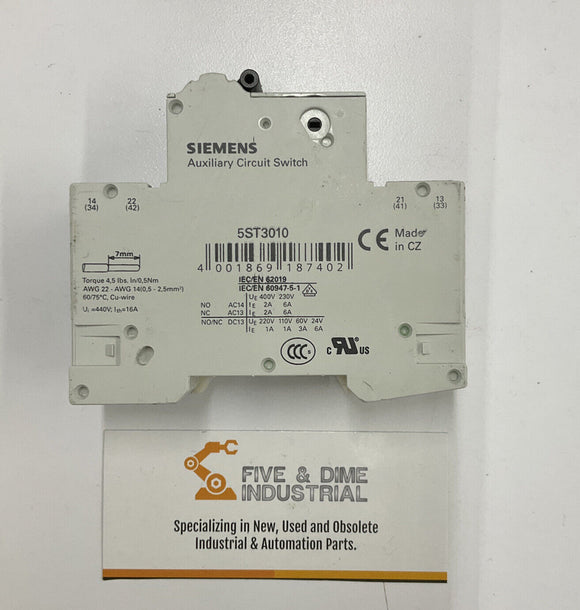 SIEMENS
Auxiliary Circuit Switch
14 22 21 13
(34) (42) (41) (33)
5ST3010
7mm
CE Made in CZ
4 001869 187402
Torque 4,5 lbs. In/0,5Nm
AWG 22 - AWG 14(0,5 - 2,5mm²)
60/75°C, Cu-wire
Ui =440V; Ith=16A
IEC/EN 62019
IEC/EN 60947-5-1
UE 400V 230V
NO AC14 IE 2A 6A
NC AC13 IE 2A 6A
NO/NC DC13 UE 220V 110V 60V 24V
IE 1A 1A 3A 6A
CCC S
c UR US
FIVE & DIME
INDUSTRIAL
Specializing in New, Used and Obsolete
Industrial & Automation Parts.